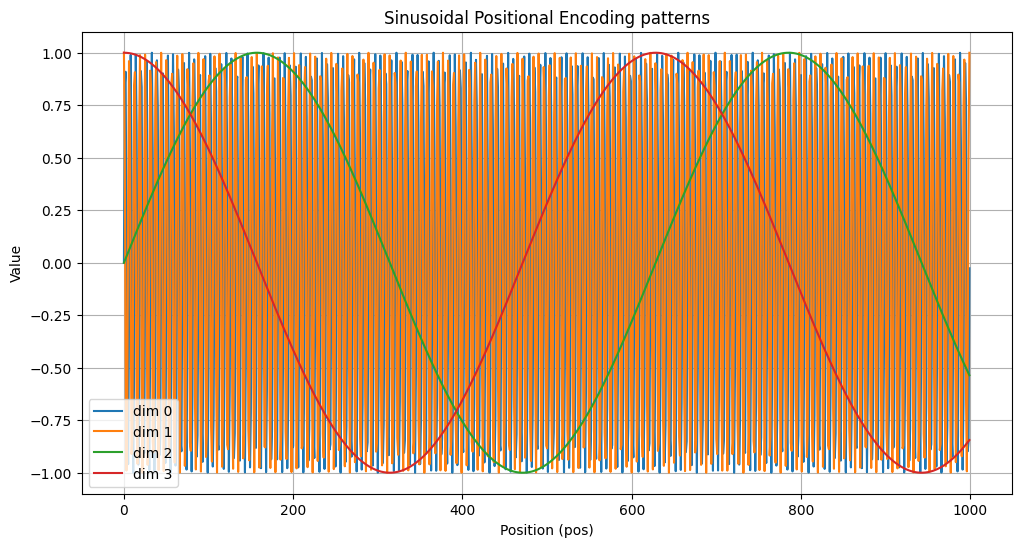 Sinusoidal Positional Encoding patterns
1.00
0.75
0.50
0.25
0.00
−0.25
−0.50
−0.75
−1.00
Value
dim 0
dim 1
dim 2
dim 3
0 200 400 600 800 1000
Position (pos)